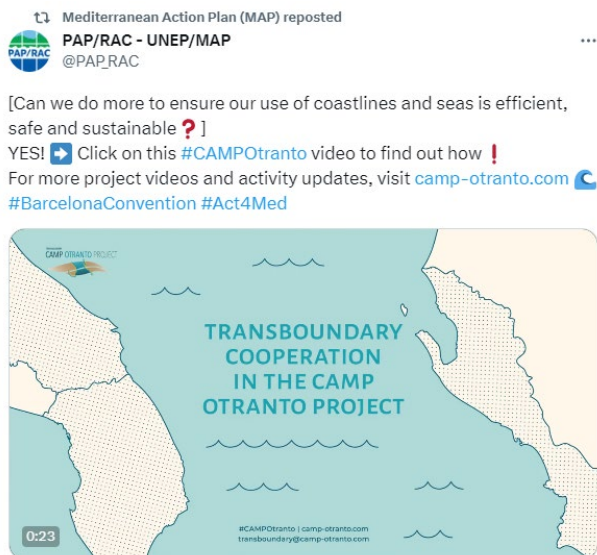 Mediterranean Action Plan (MAP) reposted
PAP/RAC - UNEP/MAP
@PAP_RAC
PAP/RAC
[Can we do more to ensure our use of coastlines and seas is efficient,
safe and sustainable❓]
YES! ➡️ Click on this #CAMPOtranto video to find out how❗
For more project videos and activity updates, visit camp-otranto.com 🌊
#BarcelonaConvention #Act4Med
CAMP OTRANTO PROJECT
TRANSBOUNDARY
COOPERATION
IN THE CAMP
OTRANTO PROJECT
#CAMPOtranto | camp-otranto.com
transboundary@camp-otranto.com
0:23